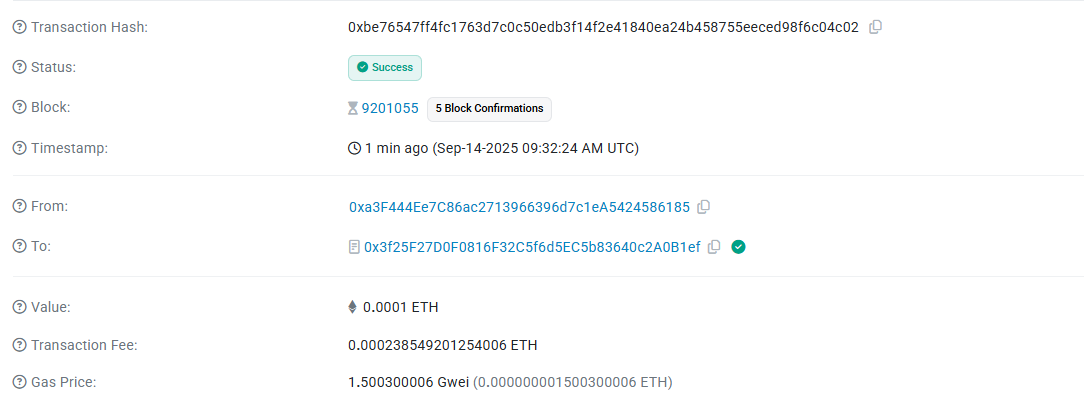 Transaction Hash: 0xbe76547ff4fc1763d7c0c50edb3f14f2e41840ea24b458755eeced98f6c04c02
Status: Success
Block: 9201055 5 Block Confirmations
Timestamp: 1 min ago (Sep-14-2025 09:32:24 AM UTC)
From: 0xa3F444Ee7C86ac2713966396d7c1eA5424586185
To: 0x3f25F27D0F0816F32C5f6d5EC5b83640c2A0B1ef
Value: 0.0001 ETH
Transaction Fee: 0.000238549201254006 ETH
Gas Price: 1.500300006 Gwei (0.000000001500300006 ETH)